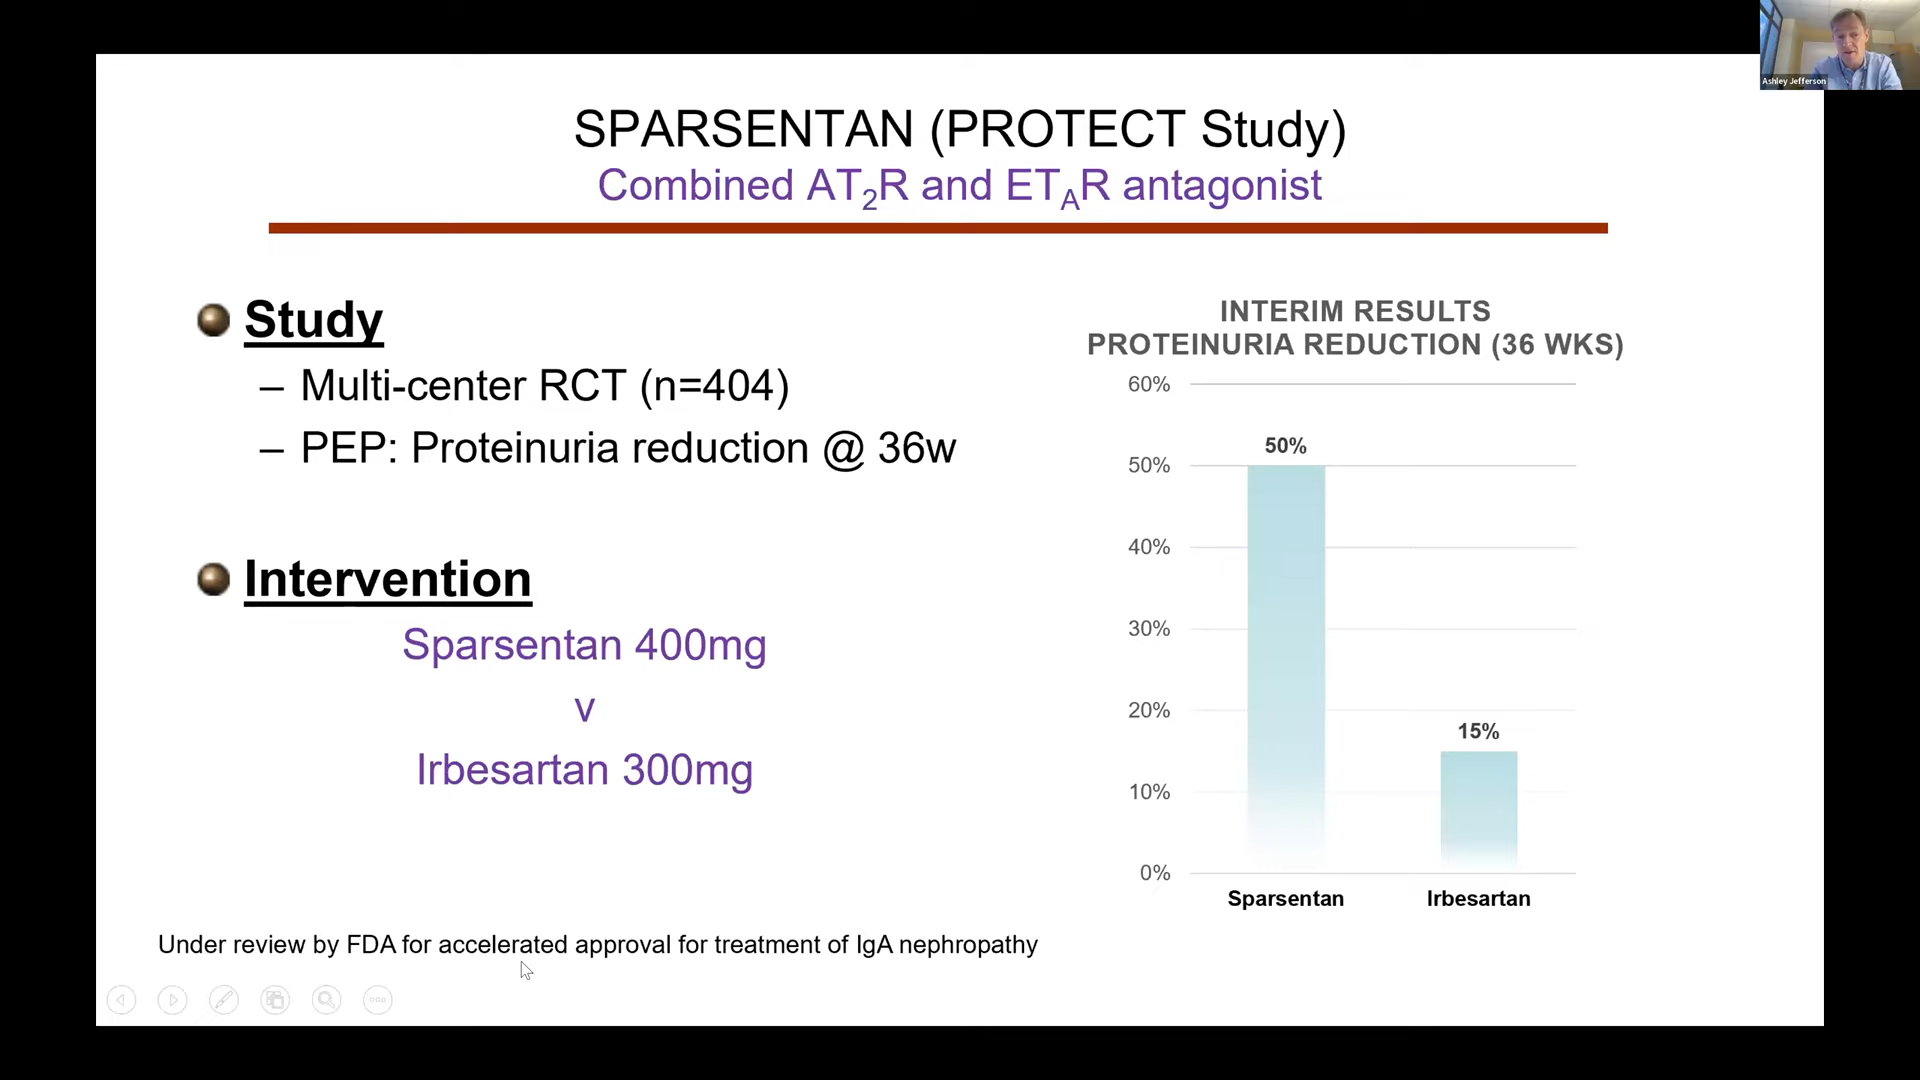 Ashley Jefferson
SPARSENTAN (PROTECT Study)
Combined AT₂R and ETAR antagonist
Study
– Multi-center RCT (n=404)
– PEP: Proteinuria reduction @ 36w
Intervention
Sparsentan 400mg
v
Irbesartan 300mg
INTERIM RESULTS
PROTEINURIA REDUCTION (36 WKS)
60%
50%
50%
40%
30%
20%
15%
10%
0%
Sparsentan Irbesartan
Under review by FDA for accelerated approval for treatment of IgA nephropathy